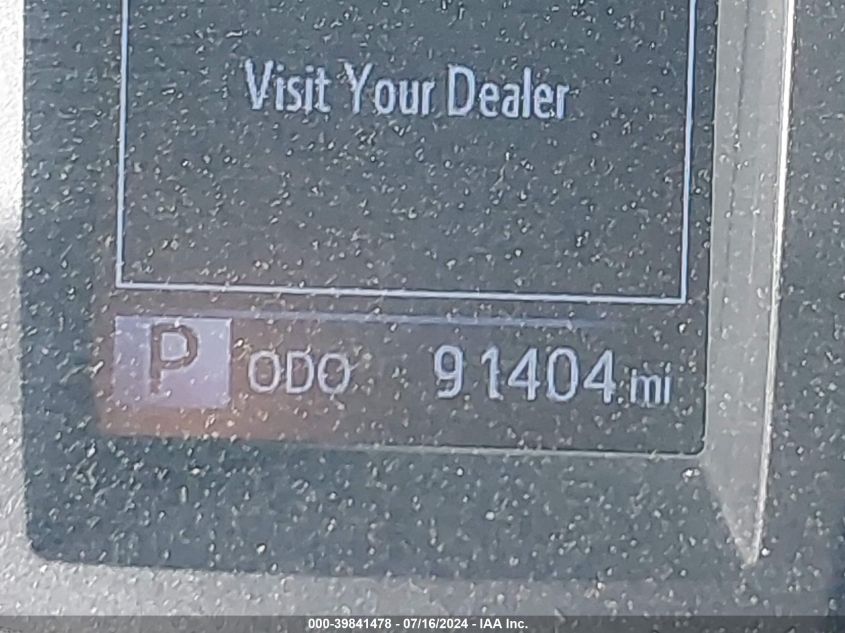 Visit Your Dealer
P ODO 91404 mi
000-39841478 - 07/16/2024 - IAA Inc.